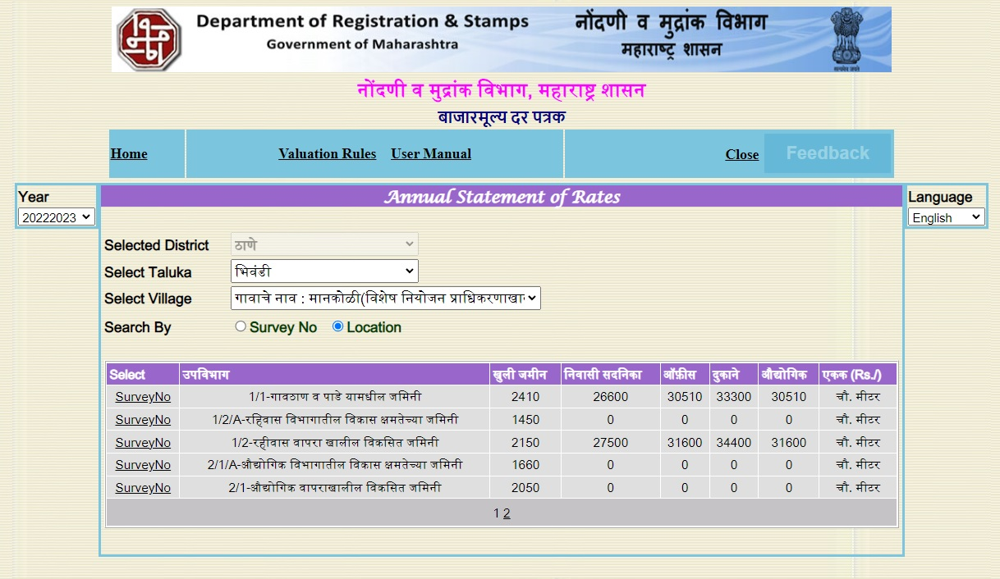 Department of Registration & Stamps
Government of Maharashtra
नोंदणी व मुद्रांक विभाग
महाराष्ट्र शासन
नोंदणी व मुद्रांक विभाग, महाराष्ट्र शासन
बाजारमूल्य दर पत्रक
Home Valuation Rules User Manual Close Feedback
Year Annual Statement of Rates Language
20222023 English
Selected District ठाणे
Select Taluka भिवंडी
Select Village गावाचे नाव : मानकोळी(विशेष नियोजन प्राधिकरणाखा
Search By Survey No Location
Select उपविभाग खुली जमीन निवासी सदनिका ऑफ़ीस दुकाने औद्योगिक एकक (Rs./)
SurveyNo 1/1-गावठाण व पाडे यामधील जमिनी 2410 26600 30510 33300 30510 चौ. मीटर
SurveyNo 1/2/A-रहिवास विभागातील विकास क्षमतेच्या जमिनी 1450 0 0 0 0 चौ. मीटर
SurveyNo 1/2-रहीवास वापरा खालील विकसित जमिनी 2150 27500 31600 34400 31600 चौ. मीटर
SurveyNo 2/1/A-औद्योगिक विभागातील विकास क्षमतेच्या जमिनी 1660 0 0 0 0 चौ. मीटर
SurveyNo 2/1-औद्योगिक वापराखालील विकसित जमिनी 2050 0 0 0 0 चौ. मीटर
1 2